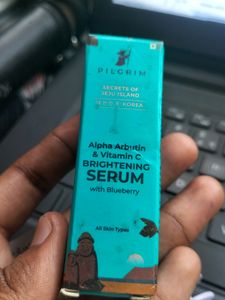 PILGRIM
SECRETS OF
JEJU ISLAND
KOREA
Alpha Arbutin
& Vitamin C
BRIGHTENING
SERUM
with Blueberry
All Skin Types